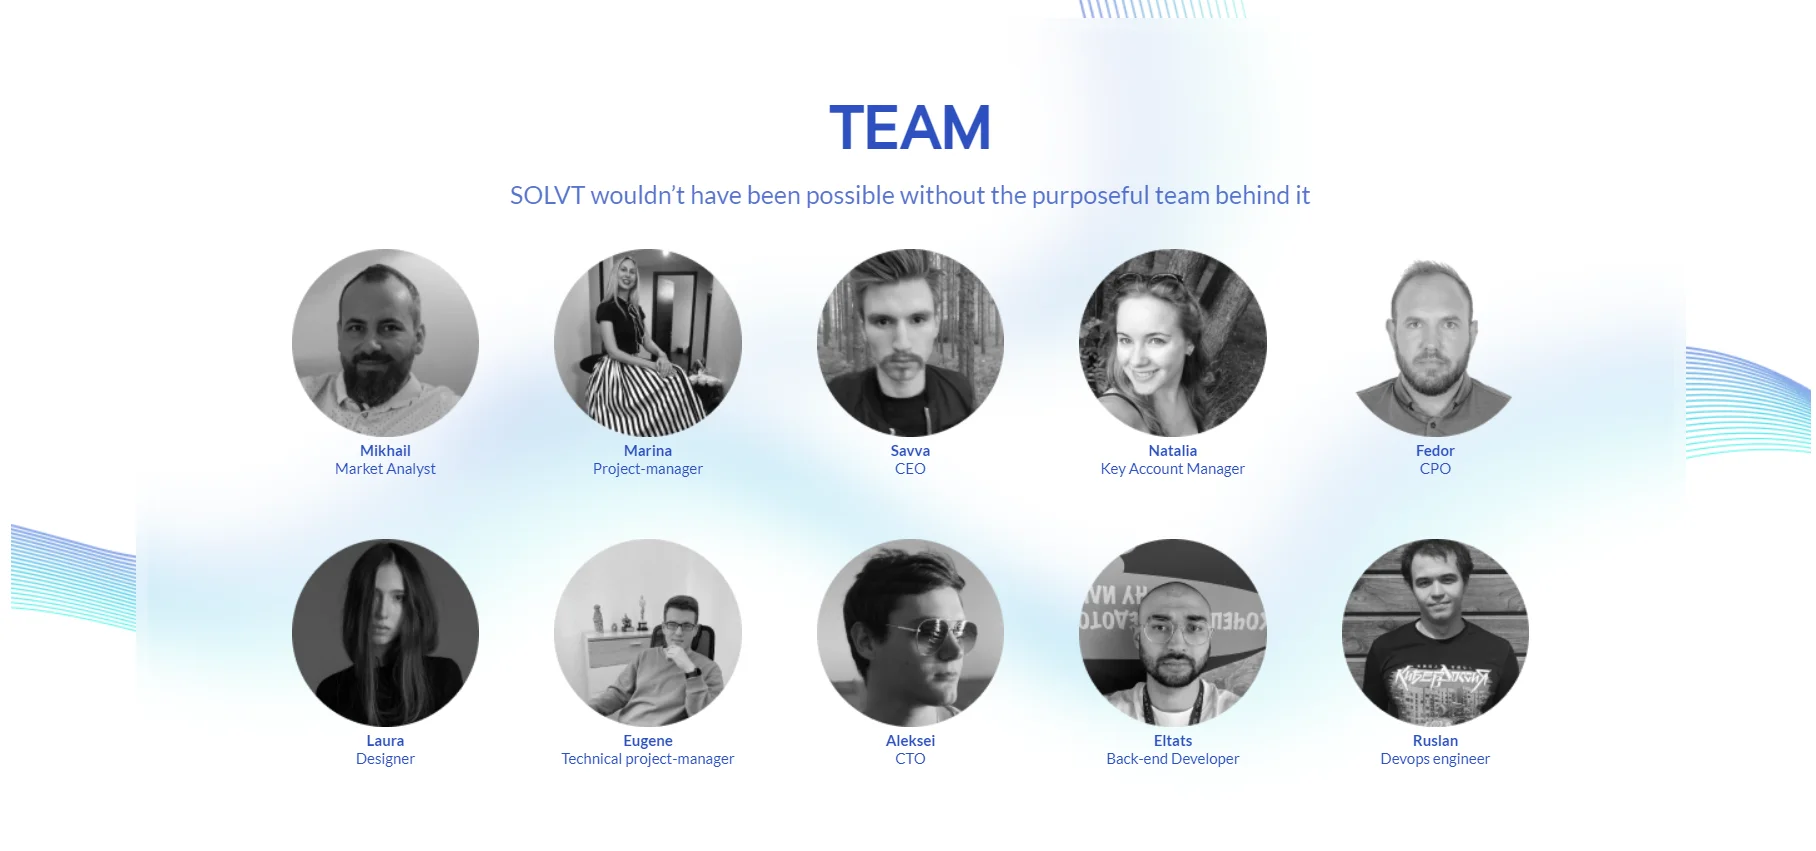 TEAM
SOLVT wouldn’t have been possible without the purposeful team behind it
Mikhail
Market Analyst
Marina
Project-manager
Savva
CEO
Natalia
Key Account Manager
Fedor
CPO
КиберРоссия
Laura
Designer
Eugene
Technical project-manager
Aleksei
CTO
Eltats
Back-end Developer
Ruslan
Devops engineer